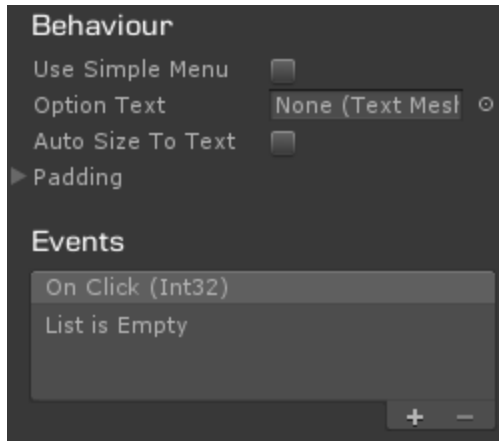 Behaviour
Use Simple Menu
Option Text None (Text Mesh
Auto Size To Text
Padding
Events
On Click (Int32)
List is Empty